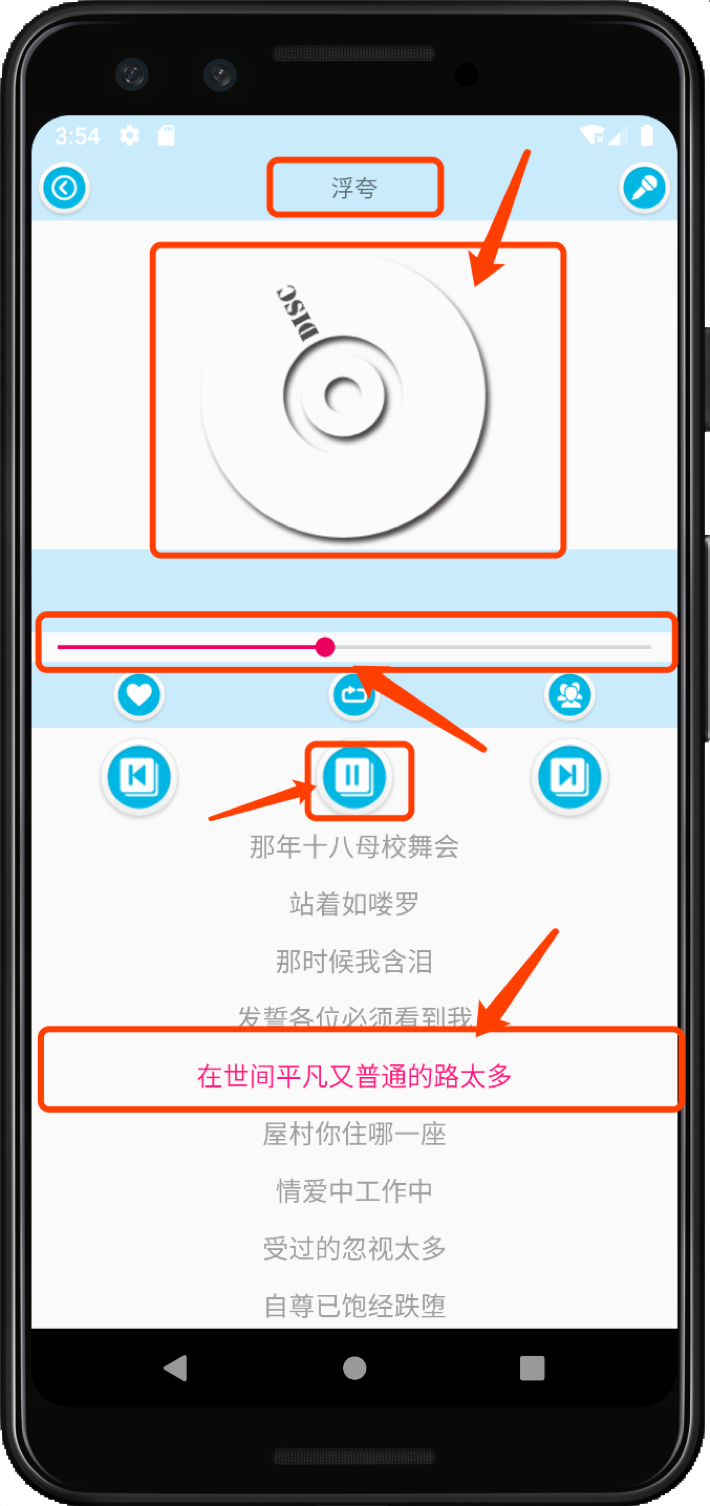 3:54
浮夸
DISC
那年十八母校舞会
站着如喽罗
那时候我含泪
发誓各位必须看到我
在世间平凡又普通的路太多
屋村你住哪一座
情爱中工作中
受过的忽视太多
自尊已饱经跌堕